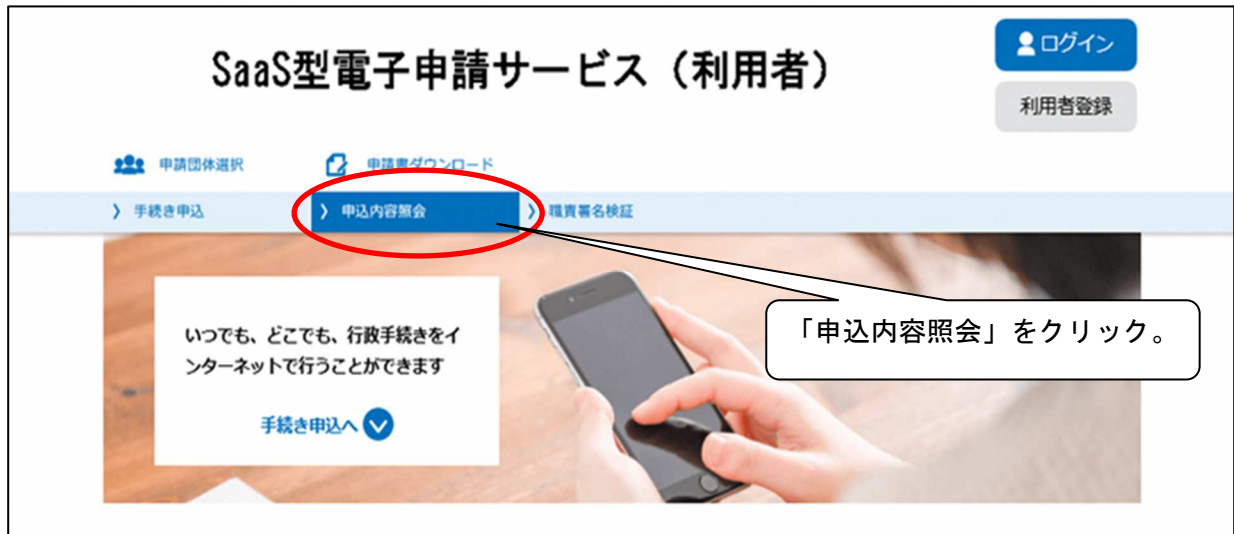 SaaS型電子申請サービス（利用者）
ログイン
利用者登録
申請団体選択
申請書ダウンロード
手続き申込
申込内容照会
職責署名検証
いつでも、どこでも、行政手続きをイ
ンターネットで行うことができます
手続き申込へ
「申込内容照会」をクリック。